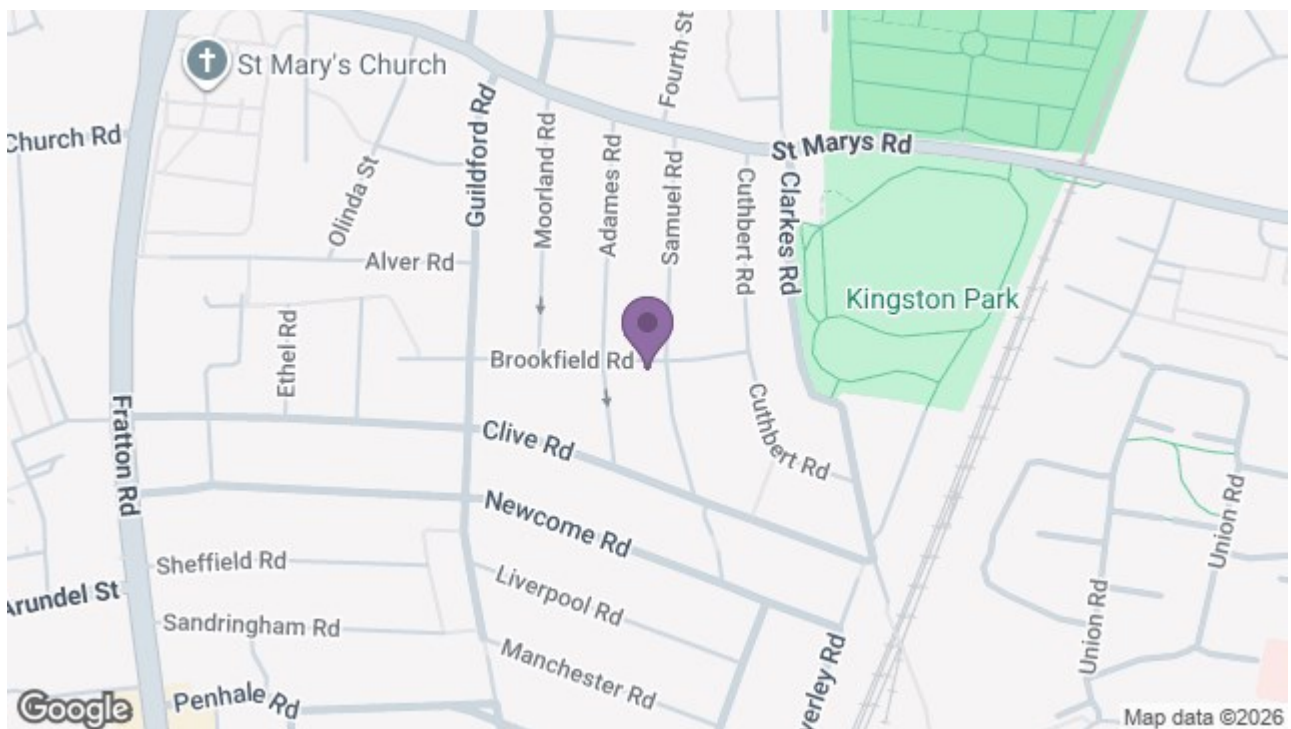 St Mary's Church
Church Rd
Olinda St
Guildford Rd
Moorland Rd
Adames Rd
Fourth St
Samuel Rd
St Marys Rd
Cuthbert Rd
Clarkes Rd
Alver Rd
Kingston Park
Ethel Rd
Brookfield Rd
Fratton Rd
Clive Rd
Cuthbert Rd
Newcome Rd
Union Rd
Sheffield Rd
Liverpool Rd
Arundel St
Sandringham Rd
Union Rd
Manchester Rd
Penhale Rd
verley Rd
Google
Map data ©2026